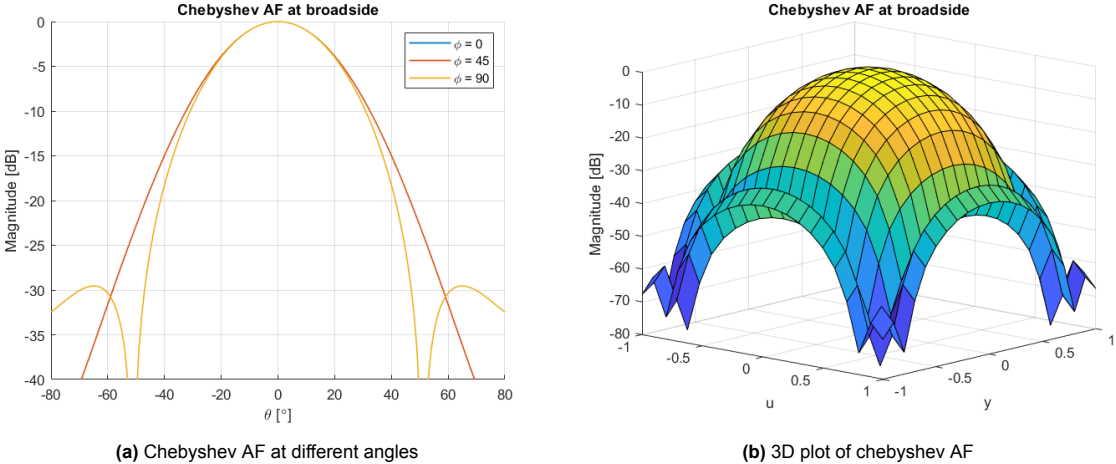 Chebyshev AF at broadside
0
-5
-10
-15
-20
-25
-30
-35
-40
Magnitude [dB]
ϕ = 0
ϕ = 45
ϕ = 90
-80 -60 -40 -20 0 20 40 60 80
θ [°]
(a) Chebyshev AF at different angles
Chebyshev AF at broadside
0
-10
-20
-30
-40
-50
-60
-70
-80
Magnitude [dB]
-1 -0.5 0 0.5 1
u
-1 -0.5 0 0.5 1
y
(b) 3D plot of chebyshev AF